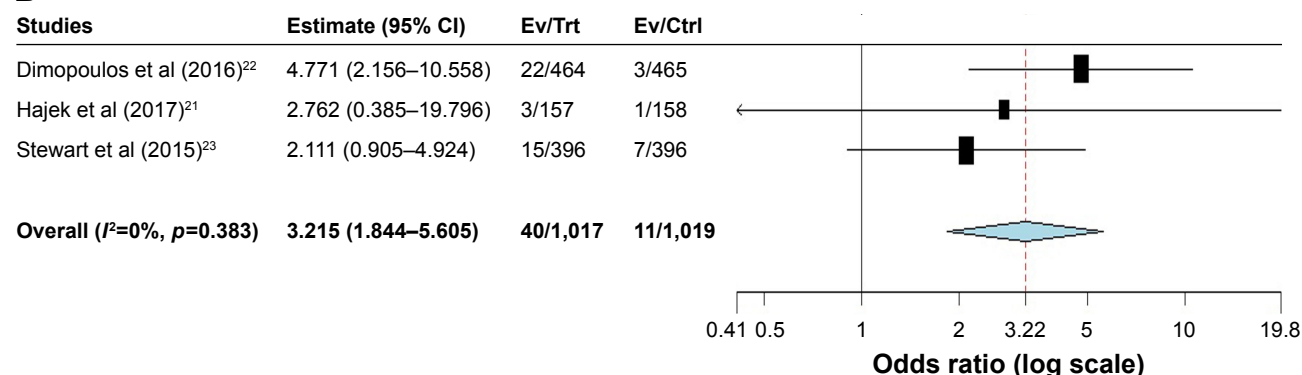 Studies Estimate (95% CI) Ev/Trt Ev/Ctrl
Dimopoulos et al (2016)²² 4.771 (2.156–10.558) 22/464 3/465
Hajek et al (2017)²¹ 2.762 (0.385–19.796) 3/157 1/158
Stewart et al (2015)²³ 2.111 (0.905–4.924) 15/396 7/396
Overall (I²=0%, p=0.383) 3.215 (1.844–5.605) 40/1,017 11/1,019
0.41 0.5 1 2 3.22 5 10 19.8
Odds ratio (log scale)